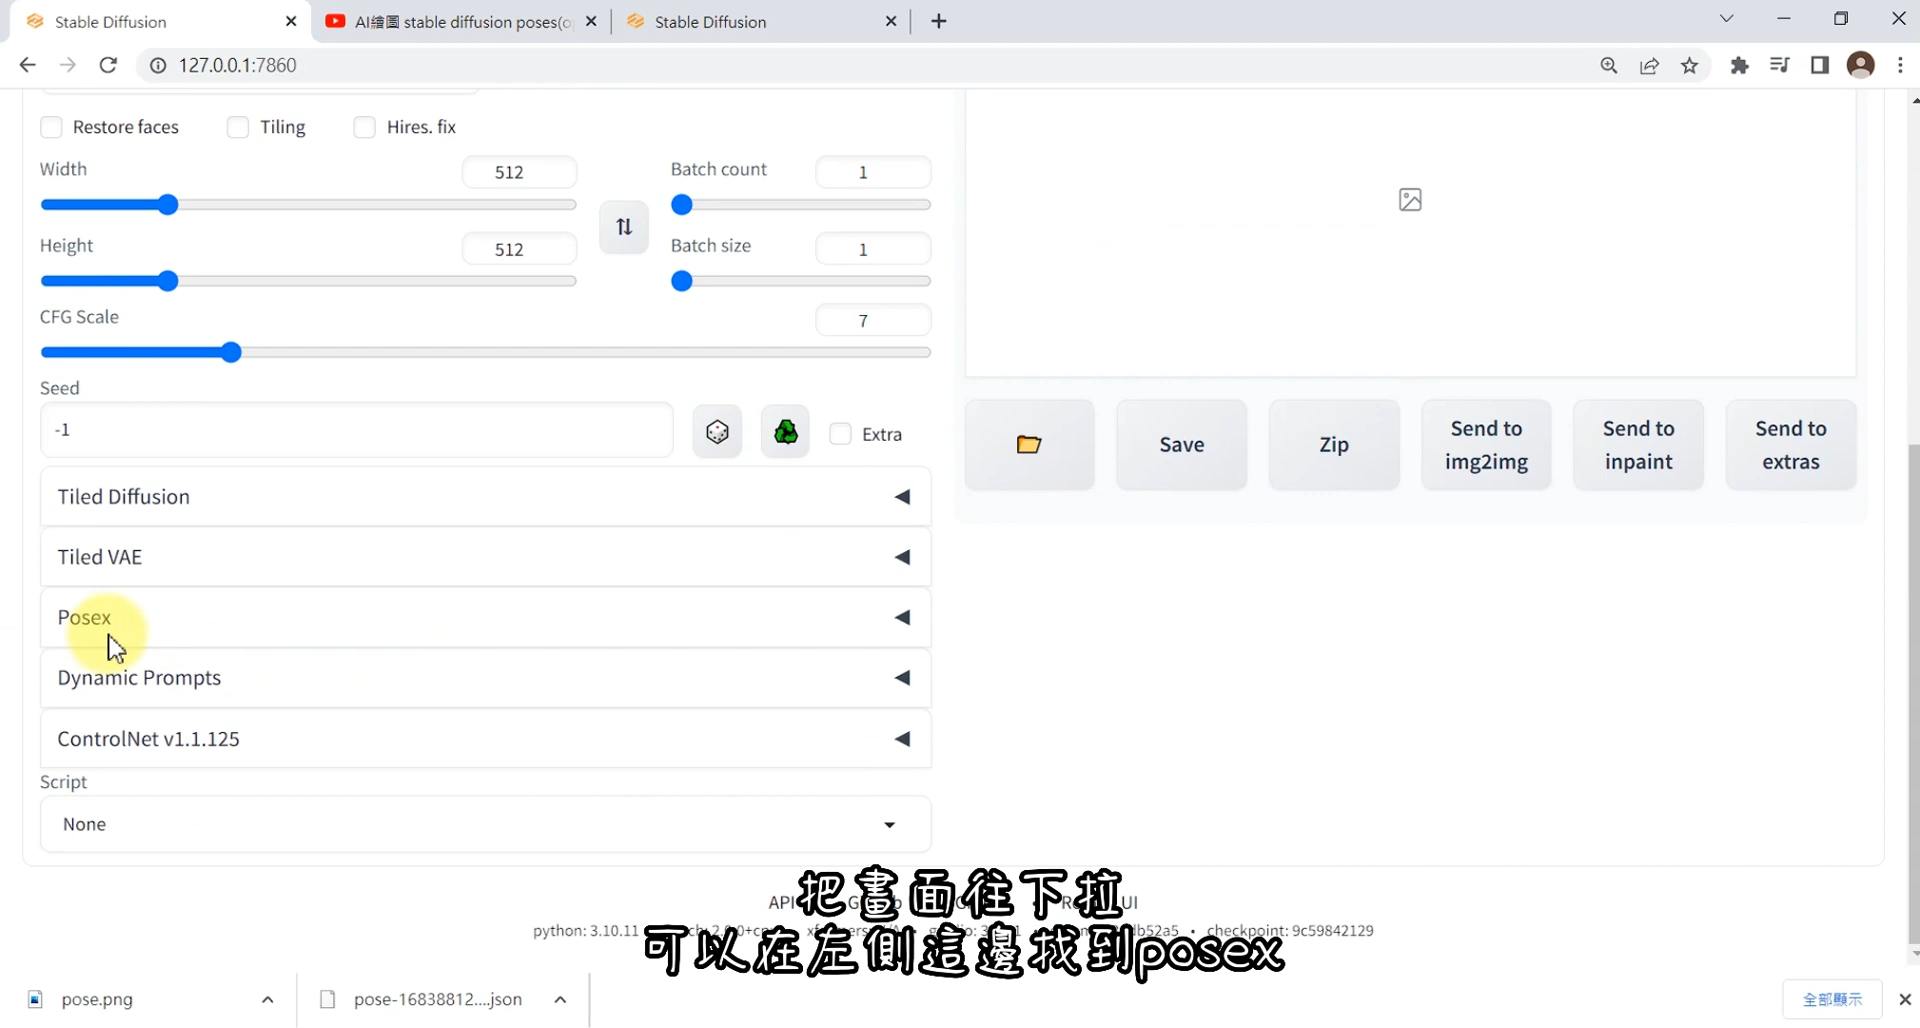 Stable Diffusion
AI繪圖 stable diffusion poses(o
Stable Diffusion
127.0.0.1:7860
Restore faces
Tiling
Hires. fix
Width
512
Batch count
1
Height
512
Batch size
1
CFG Scale
7
Seed
-1
Extra
Save
Zip
Send to
img2img
Send to
inpaint
Send to
extras
Tiled Diffusion
Tiled VAE
Posex
Dynamic Prompts
ControlNet v1.1.125
Script
None
API
UI
python: 3.10.11
checkpoint: 9c59842129
把畫面往下拉
可以在左側這邊找到posex
pose.png
pose-16838812....json
全部顯示